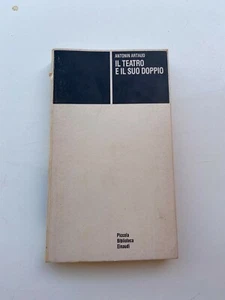 ANTONIN ARTAUD
IL TEATRO
E IL SUO DOPPIO
Piccola
Biblioteca
Einaudi